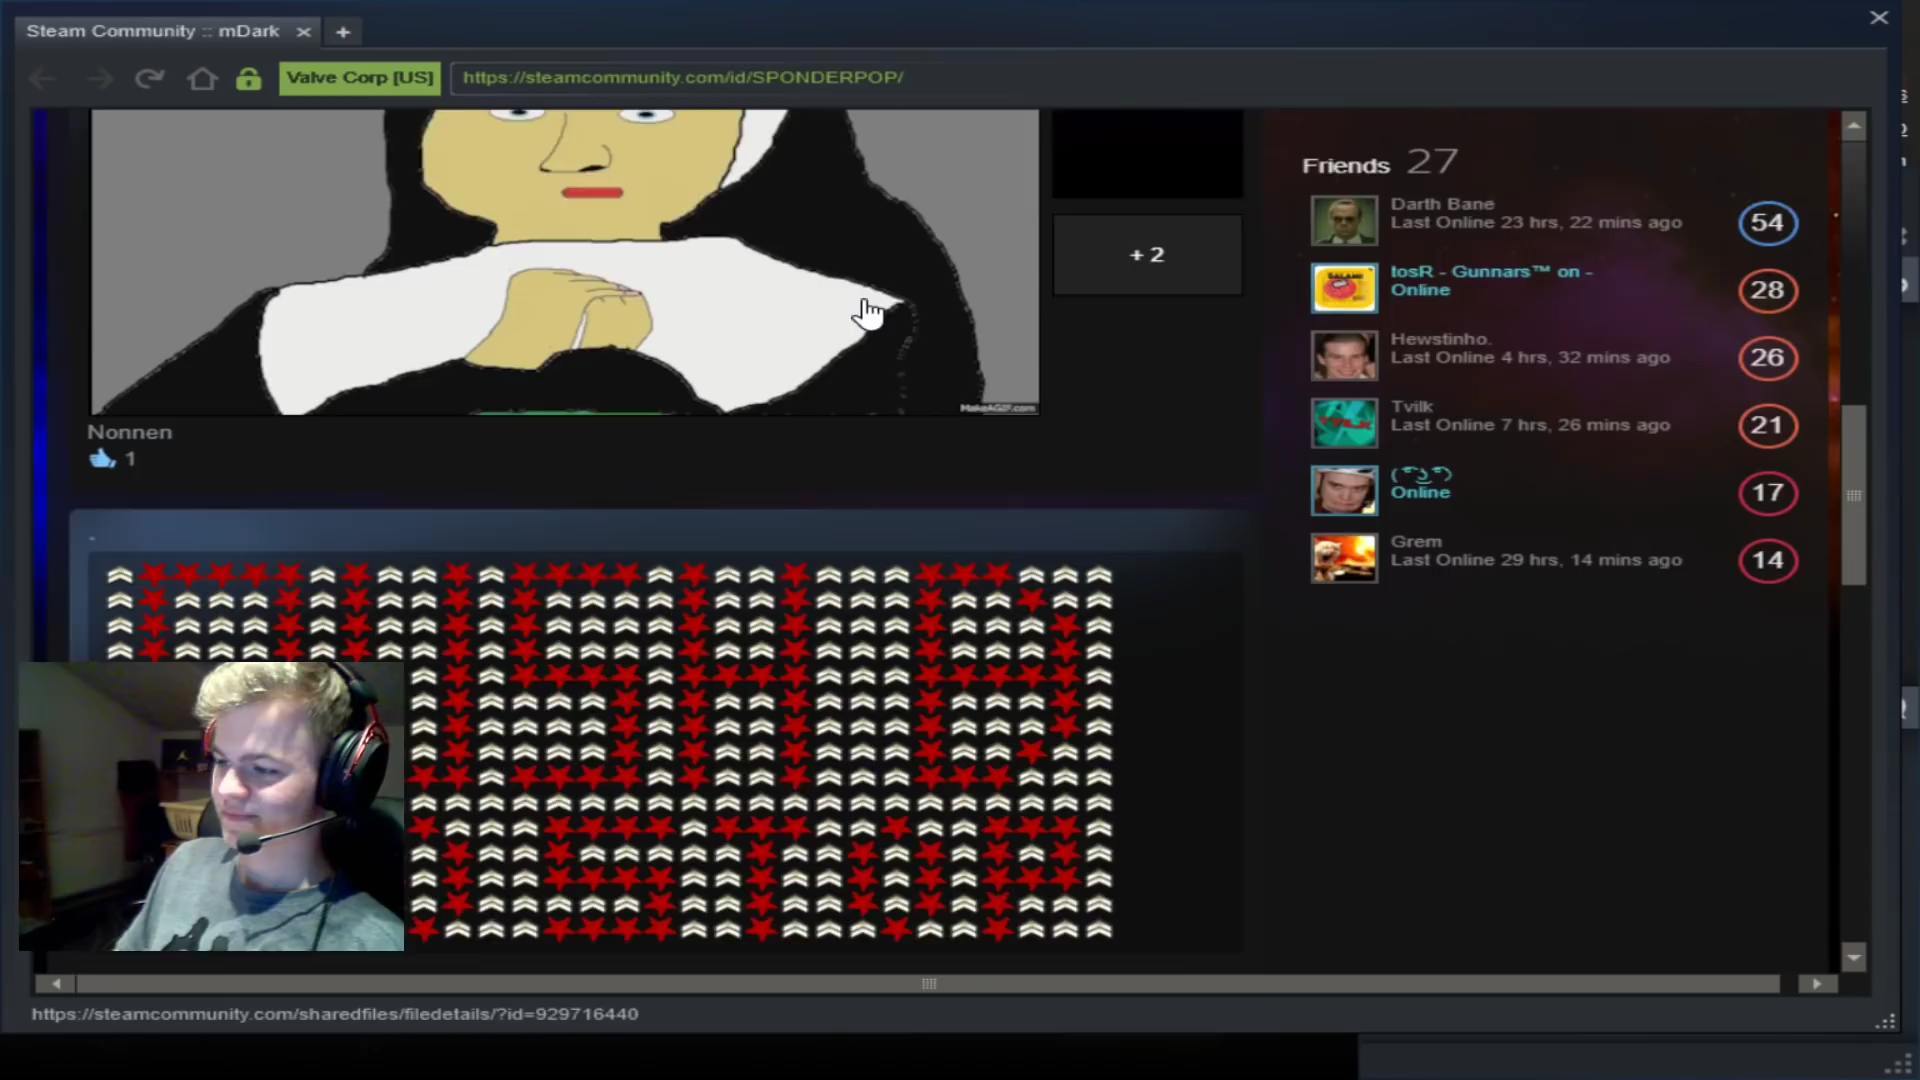 Steam Community :: mDark
Valve Corp [US]
https://steamcommunity.com/id/SPONDERPOP/
MakeAGIF.com
Nonnen
1
+ 2
-
Friends 27
Darth Bane
Last Online 23 hrs, 22 mins ago
54
tosR - Gunnars™ on -
Online
28
Hewstinho.
Last Online 4 hrs, 32 mins ago
26
Tvilk
Last Online 7 hrs, 26 mins ago
21
( ͡° ͜ʖ ͡°)
Online
17
Grem
Last Online 29 hrs, 14 mins ago
14
https://steamcommunity.com/sharedfiles/filedetails/?id=929716440